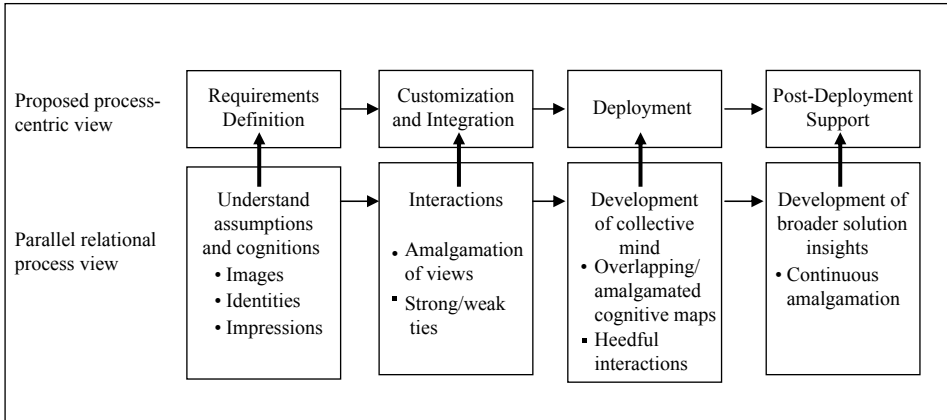 Proposed process-
centric view
Requirements
Definition
Customization
and Integration
Deployment
Post-Deployment
Support
Parallel relational
process view
Understand
assumptions
and cognitions
• Images
• Identities
• Impressions
Interactions
• Amalgamation
of views
▪ Strong/weak
ties
Development
of collective
mind
• Overlapping/
amalgamated
cognitive maps
▪ Heedful
interactions
Development of
broader solution
insights
• Continuous
amalgamation